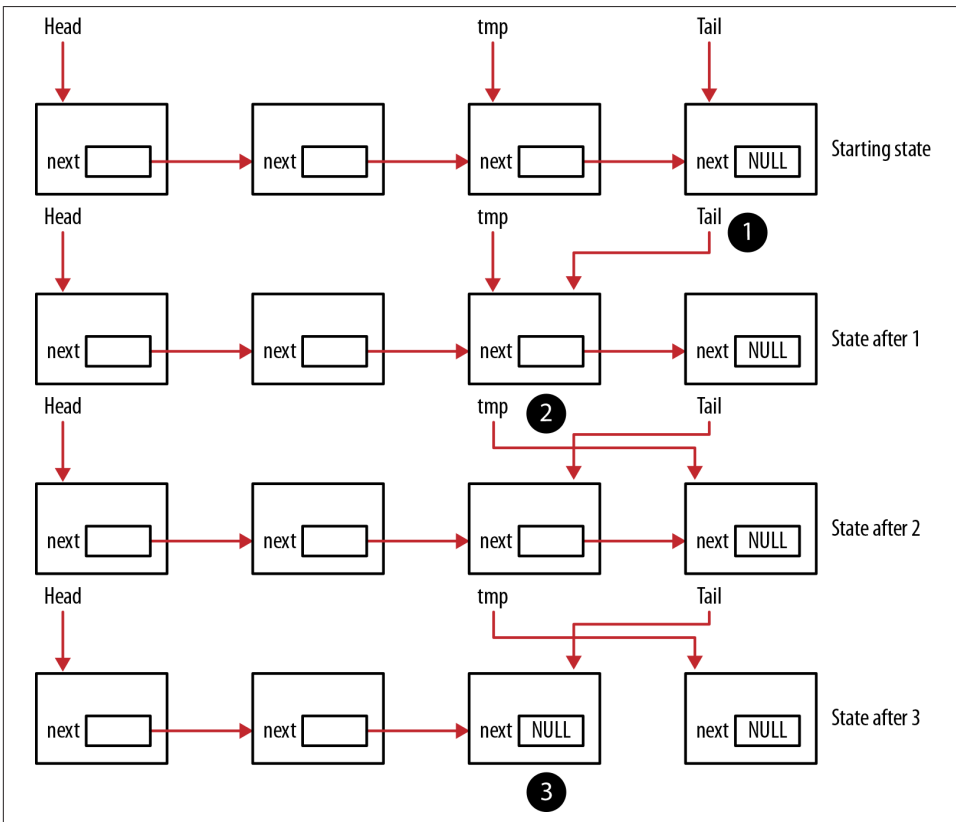 Head tmp Tail
next next next next NULL Starting state
Head tmp Tail 1
next next next next NULL State after 1
Head tmp 2 Tail
next next next next NULL State after 2
Head tmp Tail
next next next NULL next NULL State after 3
3